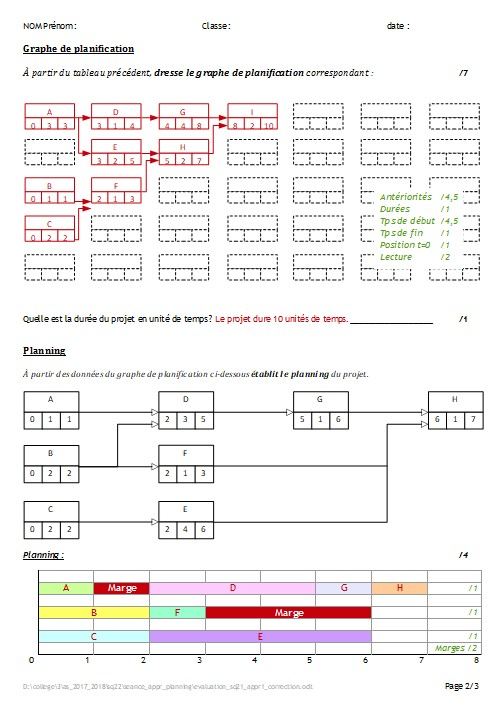 NOM Prénom : Classe : date :
Graphe de planification
À partir du tableau précédent, dresse le graphe de planification correspondant : /7
A D G I
0 3 3 3 1 4 4 4 8 8 2 10
E H
3 2 5 5 2 7
B F
0 1 1 2 1 3
C
0 2 2
Antériorités /4,5
Durées /1
Tps de début /4,5
Tps de fin /1
Position t=0 /1
Lecture /2
Quelle est la durée du projet en unité de temps? Le projet dure 10 unités de temps. /1
Planning
À partir des données du graphe de planification ci-dessous établit le planning du projet.
A D G H
0 1 1 2 3 5 5 1 6 6 1 7
B F
0 2 2 2 1 3
C E
0 2 2 2 4 6
Planning : /4
A Marge D G H /1
B F Marge /1
C E /1
Marges /2
0 1 2 3 4 5 6 7 8
Page 2/3